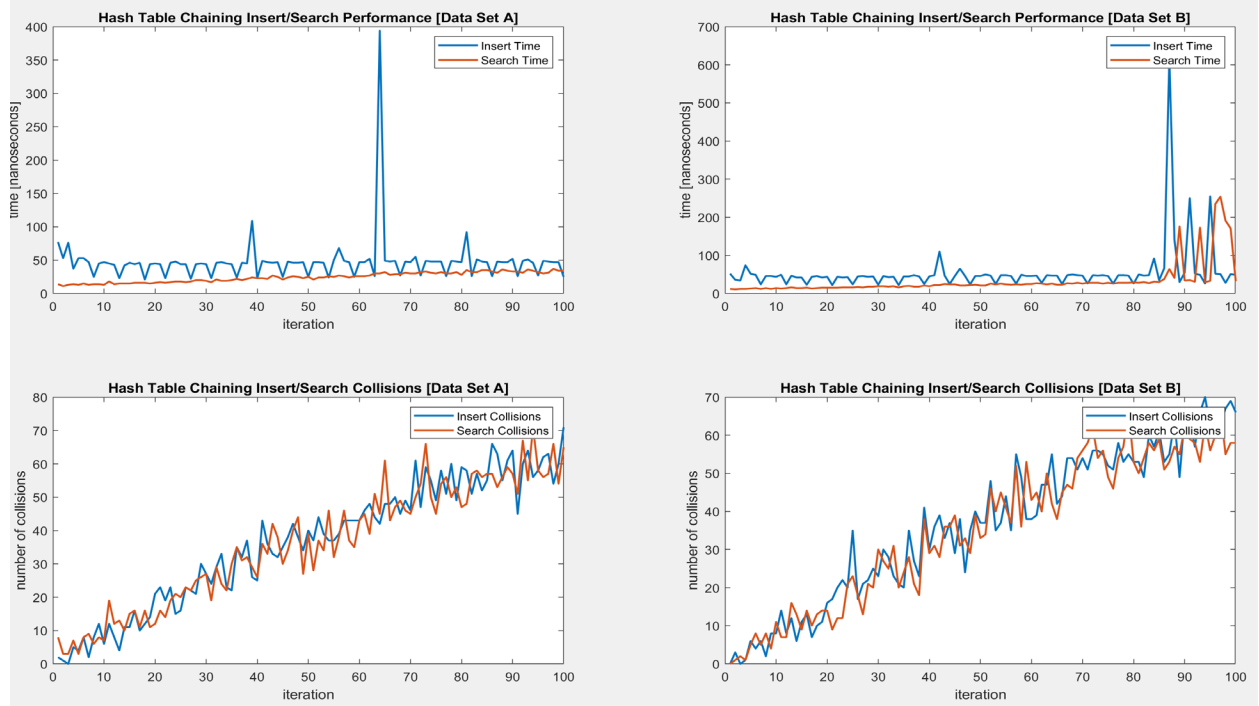 Hash Table Chaining Insert/Search Performance [Data Set A]
400
350
300
250
200
150
100
50
0
time [nanoseconds]
Insert Time
Search Time
0 10 20 30 40 50 60 70 80 90 100
iteration
Hash Table Chaining Insert/Search Performance [Data Set B]
700
600
500
400
300
200
100
0
time [nanoseconds]
Insert Time
Search Time
0 10 20 30 40 50 60 70 80 90 100
iteration
Hash Table Chaining Insert/Search Collisions [Data Set A]
80
70
60
50
40
30
20
10
0
number of collisions
Insert Collisions
Search Collisions
0 10 20 30 40 50 60 70 80 90 100
iteration
Hash Table Chaining Insert/Search Collisions [Data Set B]
70
60
50
40
30
20
10
0
number of collisions
Insert Collisions
Search Collisions
0 10 20 30 40 50 60 70 80 90 100
iteration